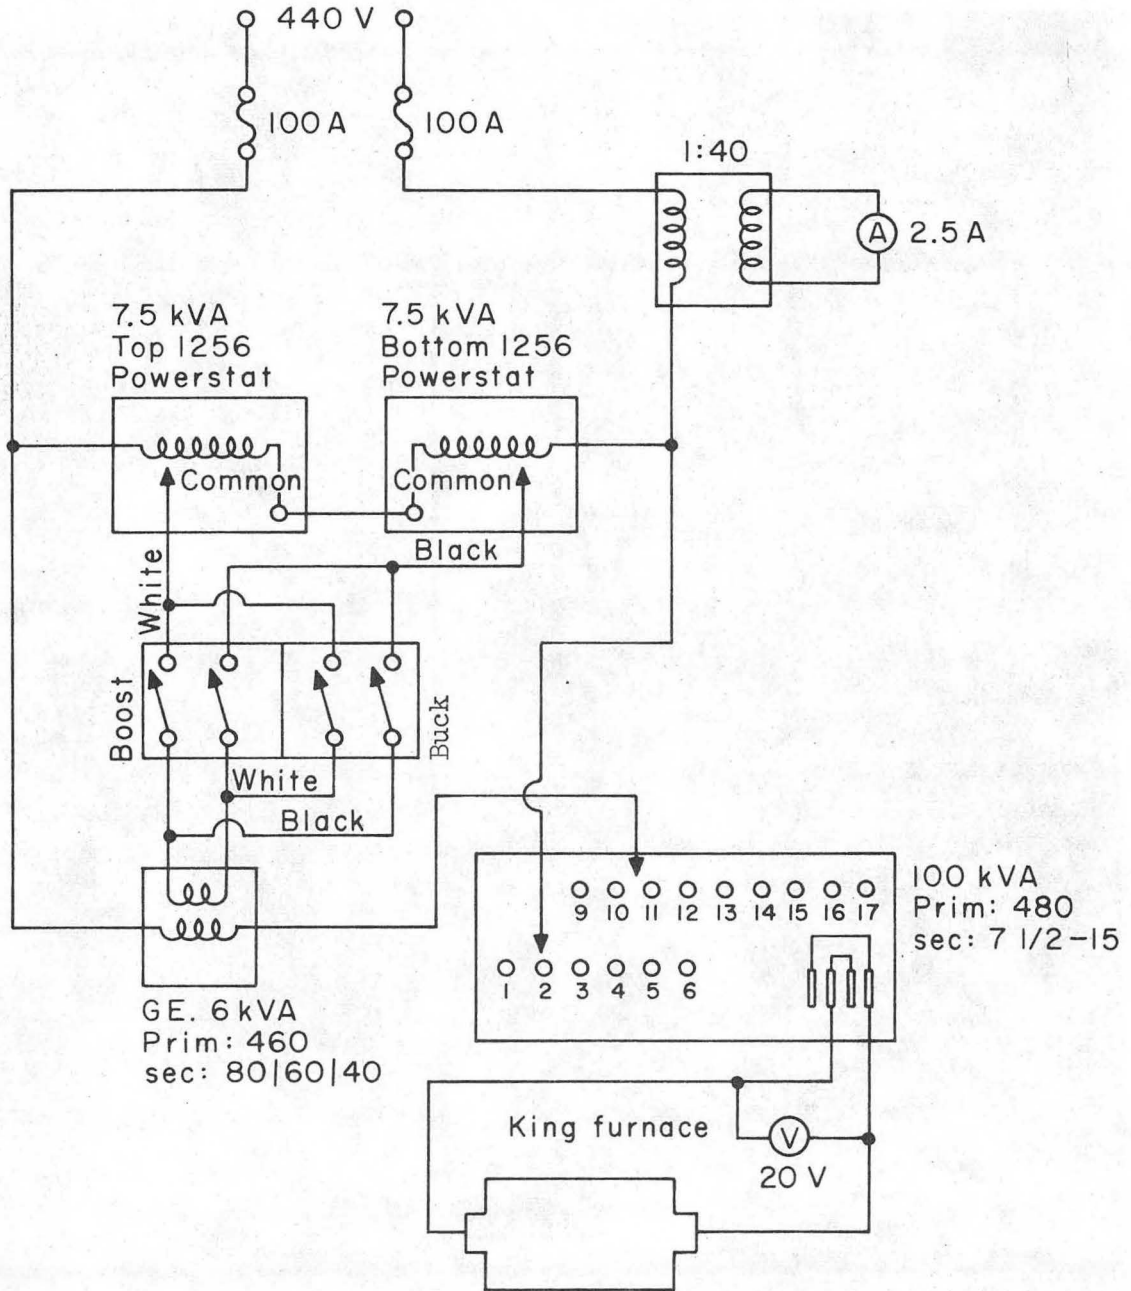 440 V
100 A
100 A
1:40
A
2.5 A
7.5 kVA
Top 1256
Powerstat
7.5 kVA
Bottom 1256
Powerstat
Common
Common
White
Black
Boost
Buck
White
Black
GE. 6 kVA
Prim: 460
sec: 80|60|40
9 10 11 12 13 14 15 16 17
1 2 3 4 5 6
100 kVA
Prim: 480
sec: 7 1/2-15
King furnace
V
20 V